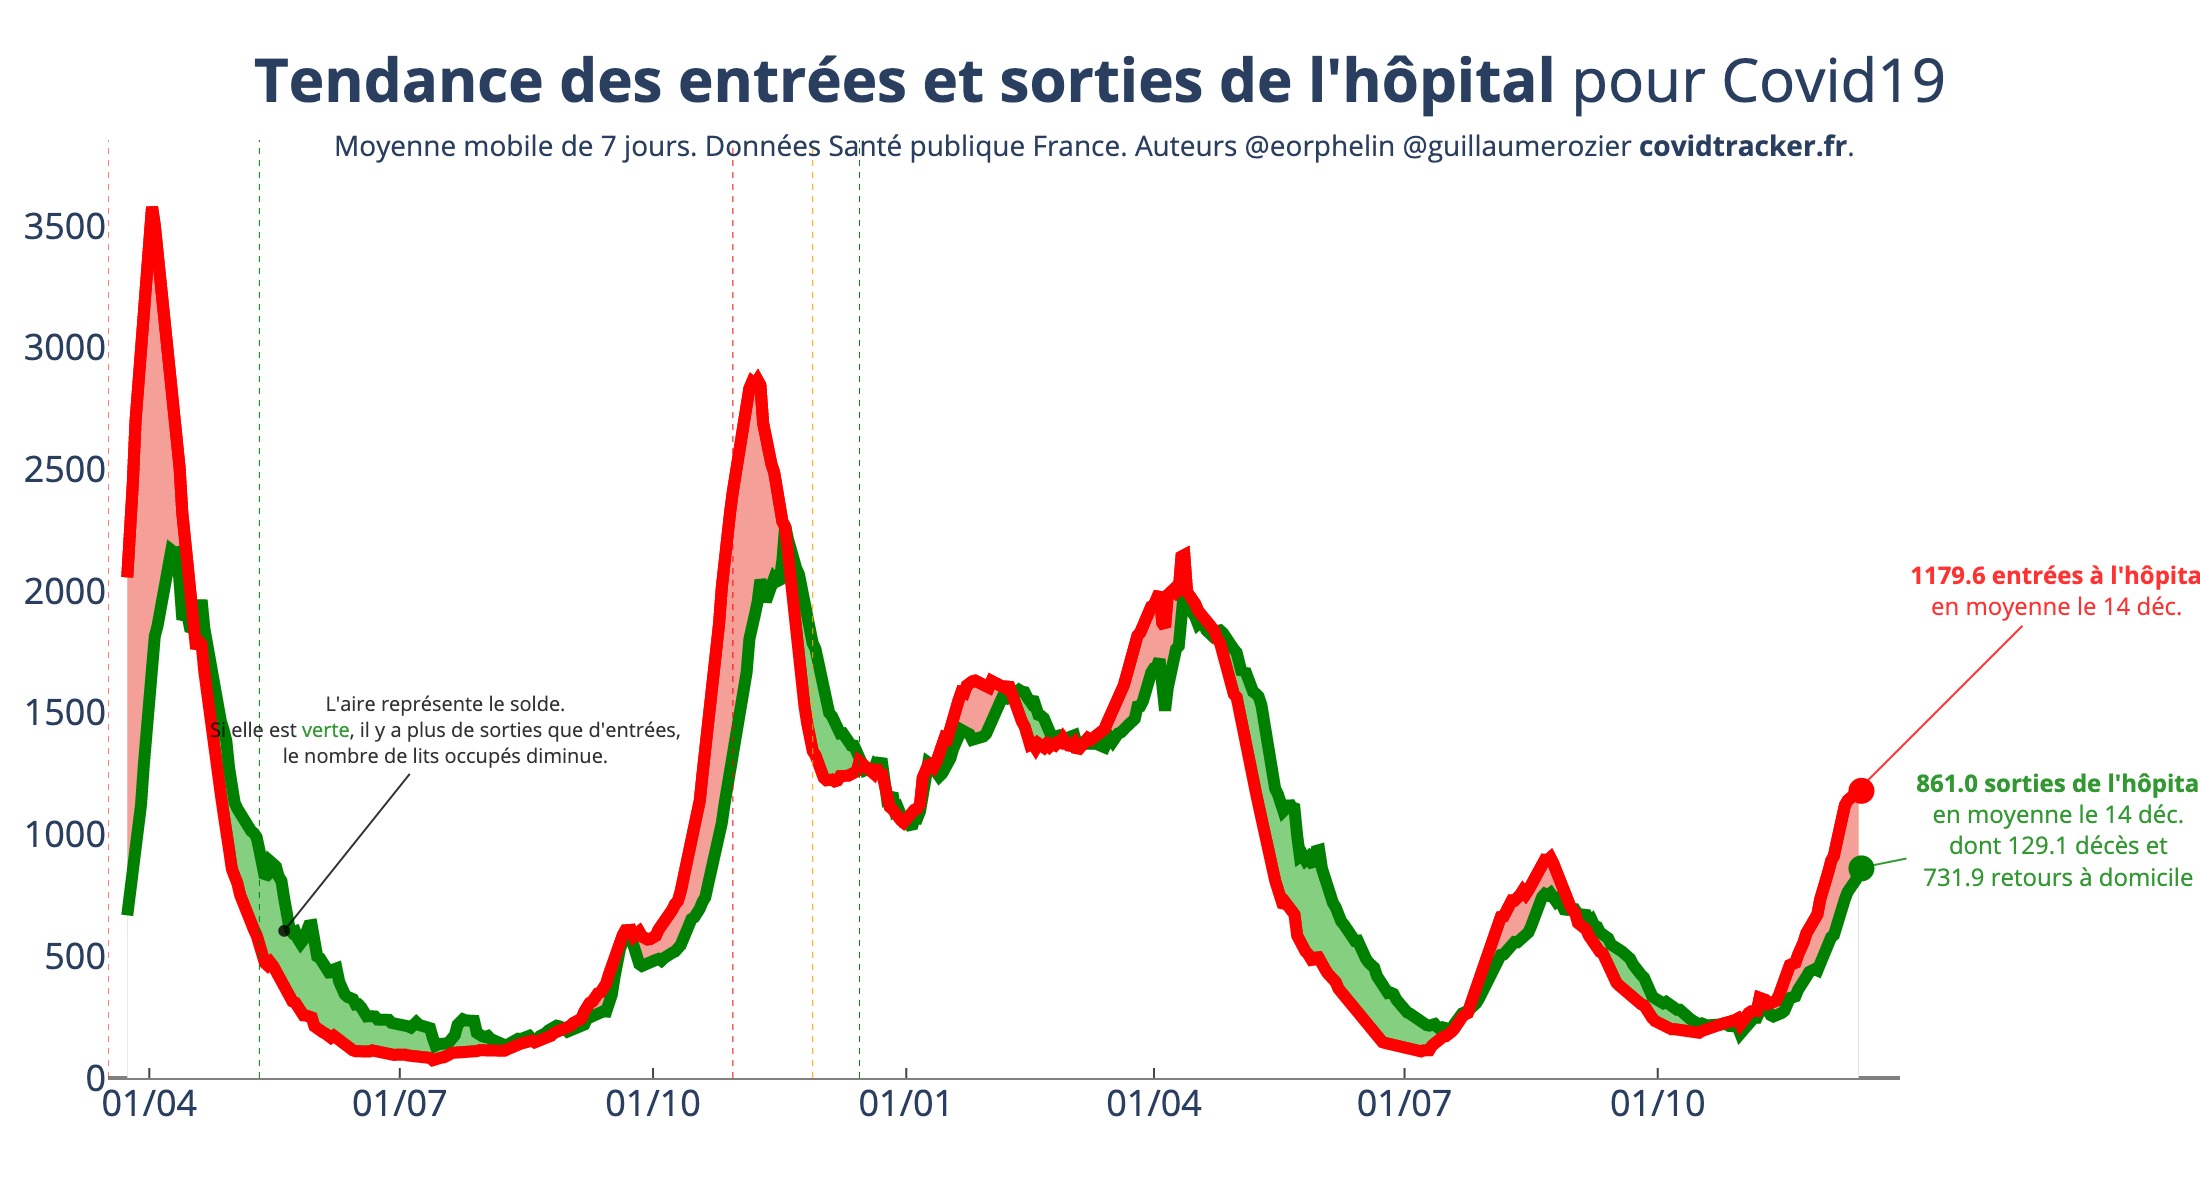 Tendance des entrées et sorties de l'hôpital pour Covid19
Moyenne mobile de 7 jours. Données Santé publique France. Auteurs @eorphelin @guillaumerozier covidtracker.fr.
3500
3000
2500
2000
1500
1000
500
0
L'aire représente le solde.
Si elle est verte, il y a plus de sorties que d'entrées,
le nombre de lits occupés diminue.
1179.6 entrées à l'hôpita
en moyenne le 14 déc.
861.0 sorties de l'hôpita
en moyenne le 14 déc.
dont 129.1 décès et
731.9 retours à domicile
01/04
01/07
01/10
01/01
01/04
01/07
01/10